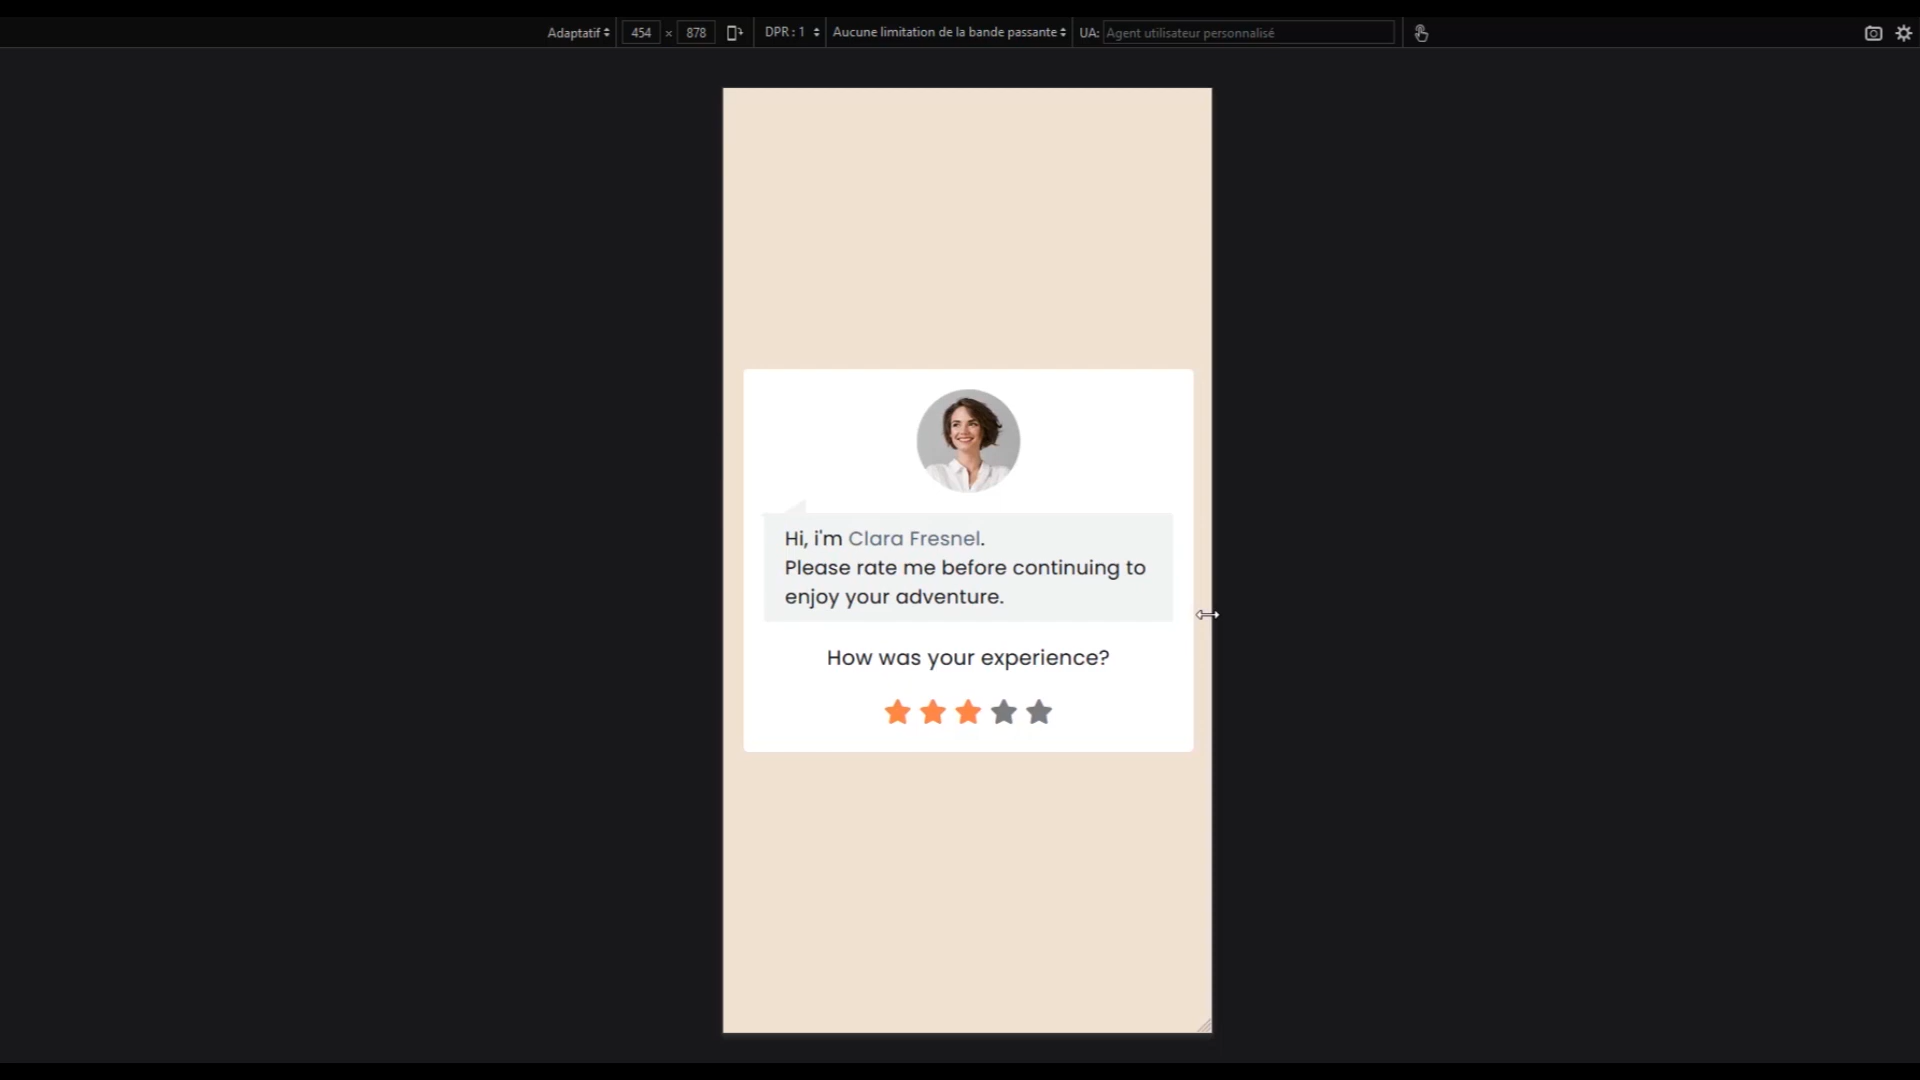 Adaptatif 454 × 878 DPR : 1 Aucune limitation de la bande passante UA: Agent utilisateur personnalisé
Hi, i'm Clara Fresnel.
Please rate me before continuing to
enjoy your adventure.
How was your experience?